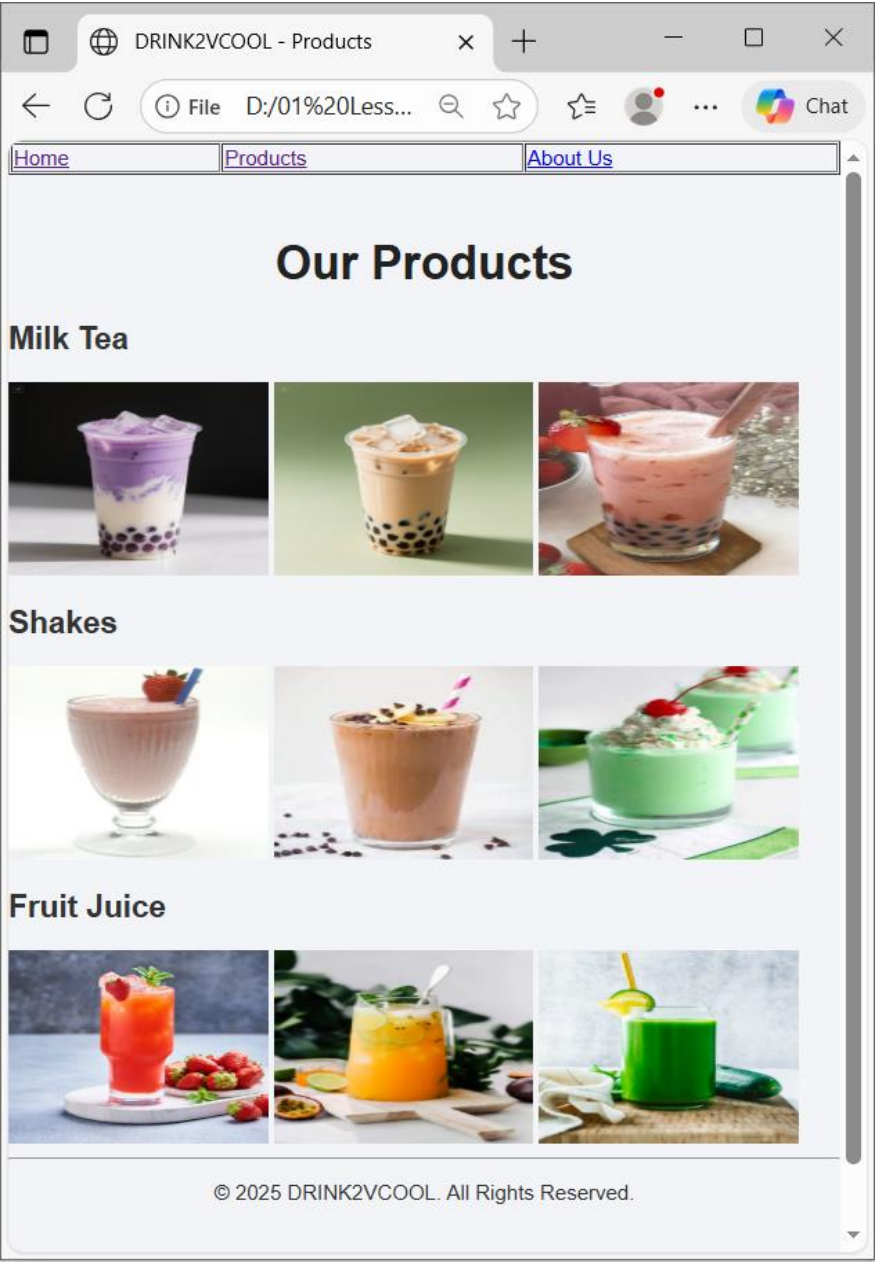 DRINK2VCOOL - Products
File D:/01%20Less...
Chat
Home Products About Us
Our Products
Milk Tea
Shakes
Fruit Juice
© 2025 DRINK2VCOOL. All Rights Reserved.